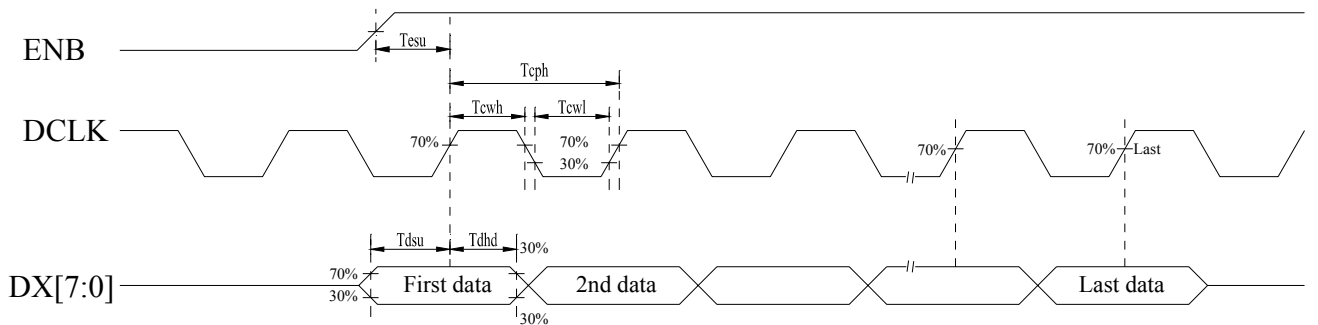 ENB
Tesu
Tcph
Tcwh
Tcwl
DCLK
70%
70%
30%
70%
70%
Last
Tdsu
Tdhd
30%
70%
30%
DX[7:0]
First data
2nd data
Last data
30%